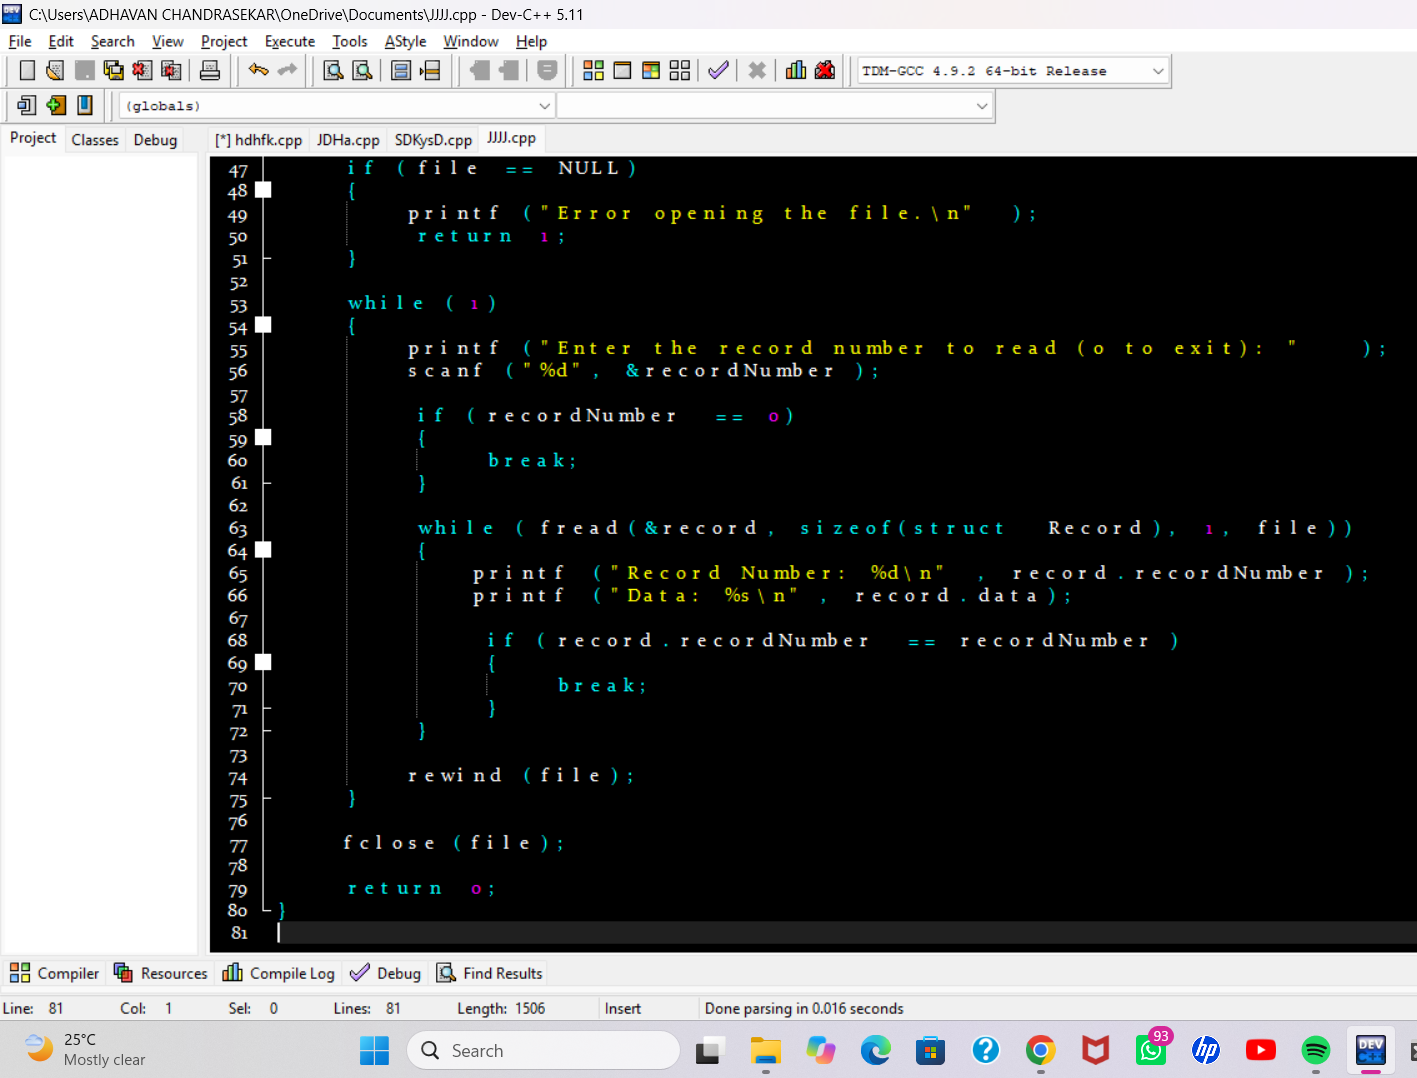 C:\Users\ADHAVAN CHANDRASEKAR\OneDrive\Documents\JJJJ.cpp - Dev-C++ 5.11
File Edit Search View Project Execute Tools AStyle Window Help
TDM-GCC 4.9.2 64-bit Release
(globals)
Project Classes Debug
[*] hdhfk.cpp JDHa.cpp SDKysD.cpp JJJJ.cpp
47 if (file == NULL)
48 {
49 printf ("Error opening the file.\n" );
50 return 1;
51 }
52
53 while (1)
54 {
55 printf ("Enter the record number to read (0 to exit): " );
56 scanf ("%d", &recordNumber );
57
58 if (recordNumber == 0)
59 {
60 break;
61 }
62
63 while (fread(&record, sizeof(struct Record), 1, file))
64 {
65 printf ("Record Number: %d\n" , record.recordNumber );
66 printf ("Data: %s\n" , record.data);
67
68 if (record.recordNumber == recordNumber )
69 {
70 break;
71 }
72 }
73
74 rewind (file);
75 }
76
77 fclose (file);
78
79 return 0;
80 }
81
Compiler Resources Compile Log Debug Find Results
Line: 81 Col: 1 Sel: 0 Lines: 81 Length: 1506 Insert Done parsing in 0.016 seconds
25°C
Mostly clear
Search
93
hp
DEV
C++